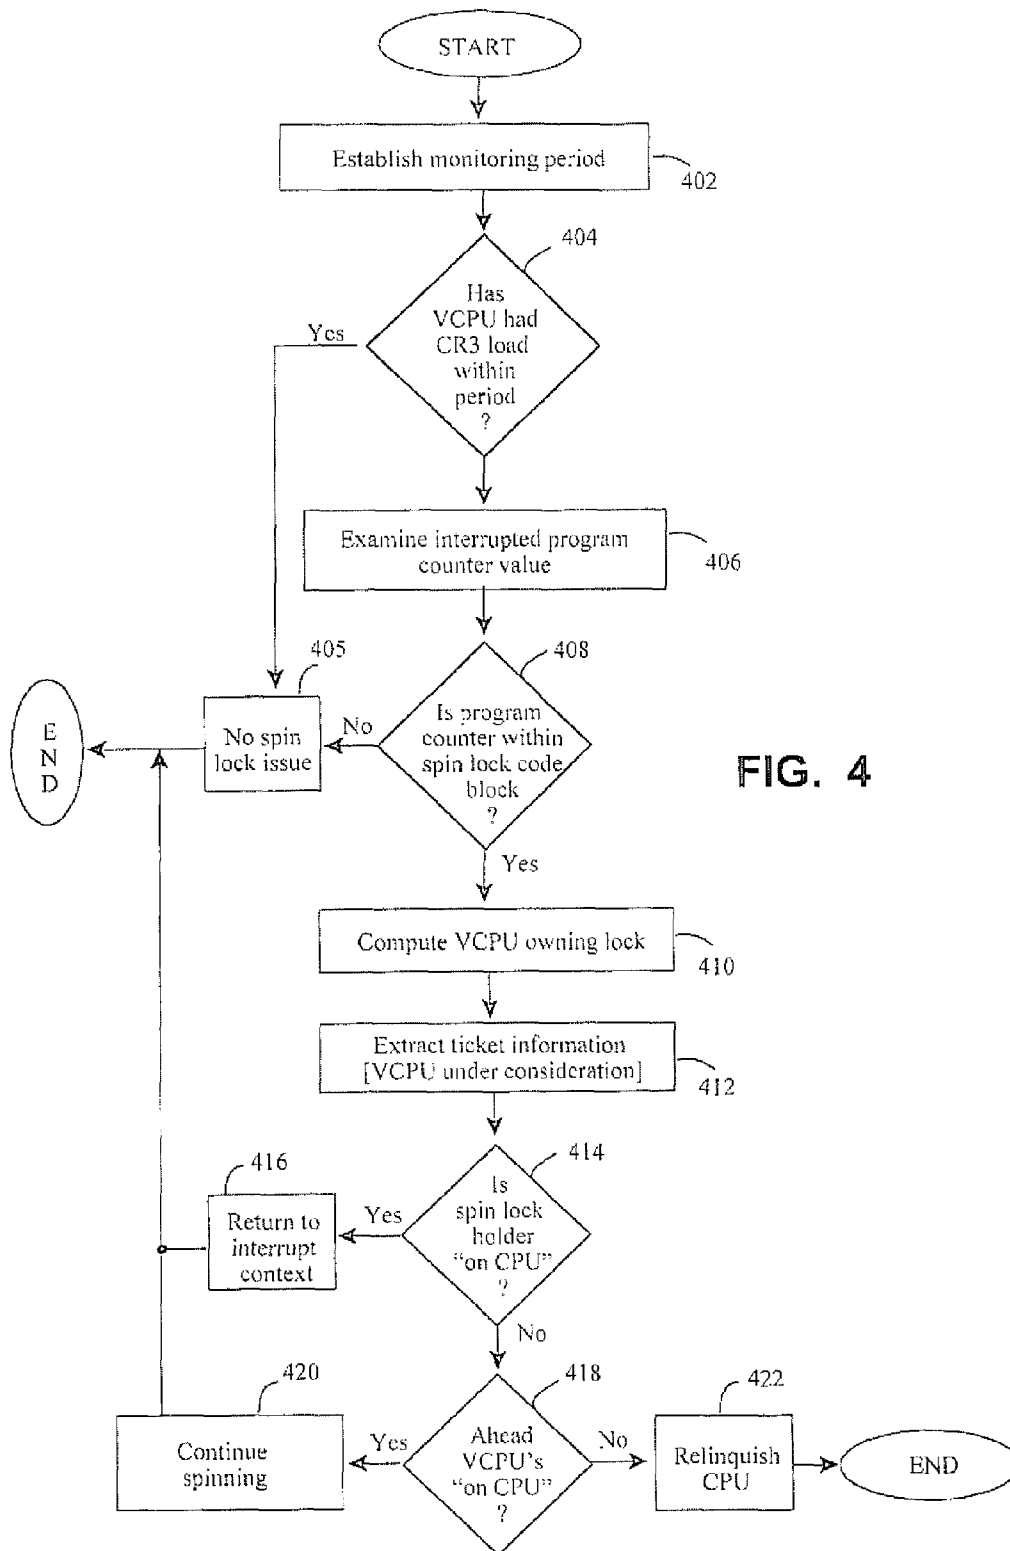 START
Establish monitoring period
402
404
Has
VCPU had
CR3 load
within
period
?
Yes
Examine interrupted program
counter value
406
405
408
E
N
D
No spin
lock issue
No
Is program
counter within
spin lock code
block
?
FIG. 4
Yes
Compute VCPU owning lock
410
Extract ticket information
[VCPU under consideration]
412
416
414
Return to
interrupt
context
Yes
Is
spin lock
holder
“on CPU”
?
No
420
418
422
Continue
spinning
Yes
Ahead
VCPU's
“on CPU”
?
No
Relinquish
CPU
END